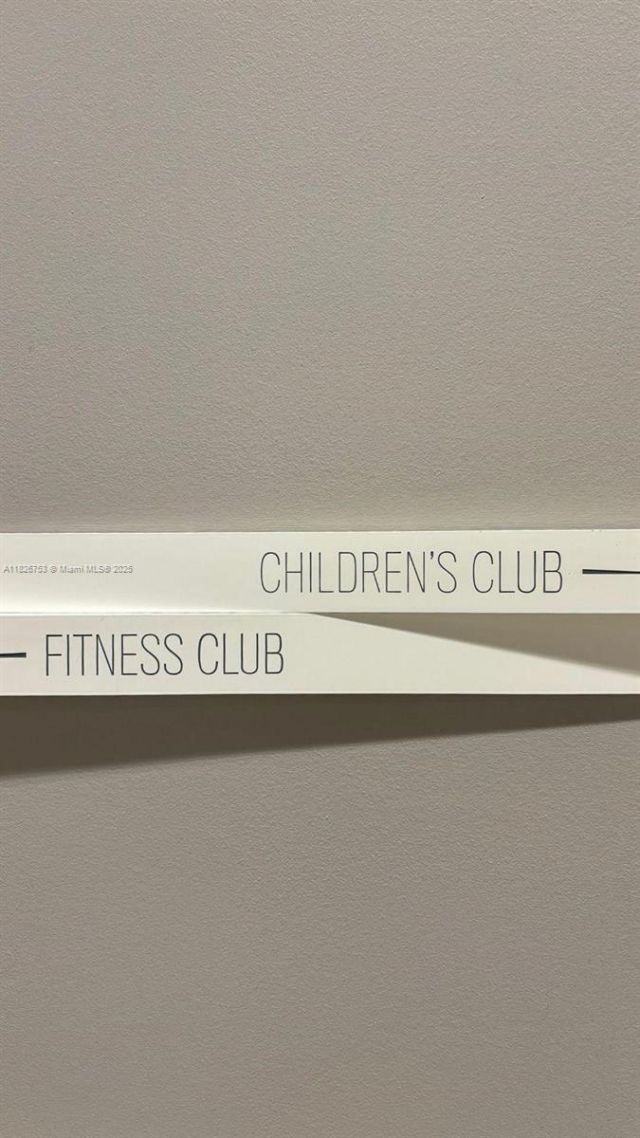 A11826753 © Miami MLS® 2025
CHILDREN'S CLUB
FITNESS CLUB